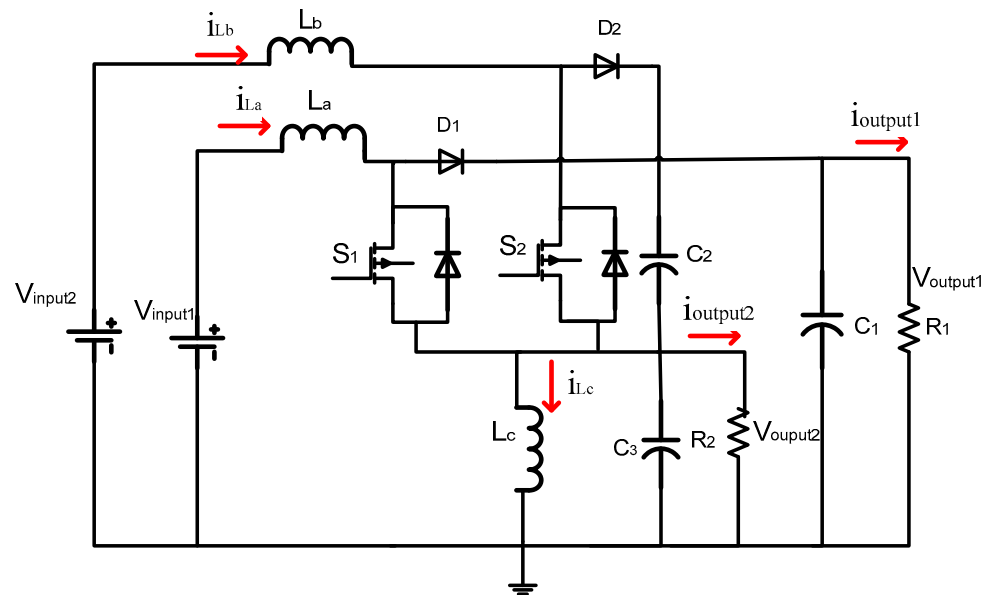 iLb
Lb
D2
iLa
La
D1
ioutput1
S1
S2
C2
Vinput2
Vinput1
+
+
ioutput2
Voutput1
C1
R1
iLc
Lc
C3
R2
Vouput2